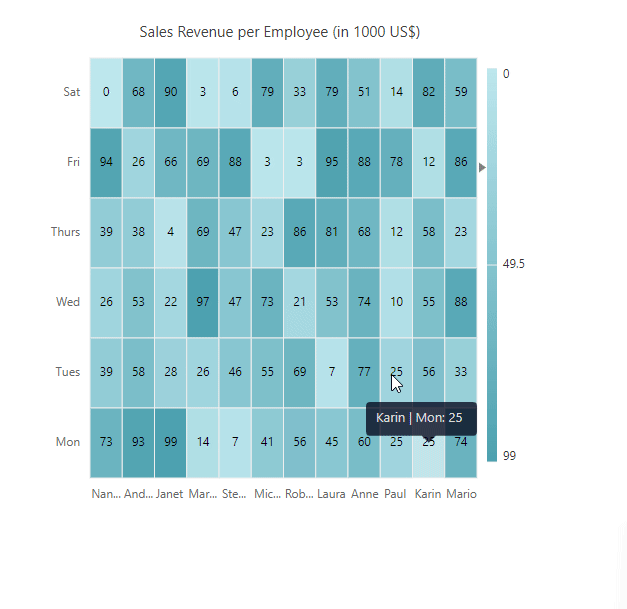 Sales Revenue per Employee (in 1000 US$)
Sat 0 68 90 3 6 79 33 79 51 14 82 59
0
Fri 94 26 66 69 88 3 3 95 88 78 12 86
Thurs 39 38 4 69 47 23 86 81 68 12 58 23
49.5
Wed 26 53 22 97 47 73 21 53 74 10 55 88
Tues 39 58 28 26 46 55 69 7 77 25 56 33
Karin | Mon: 25
Mon 73 93 99 14 7 41 56 45 60 25 25 74
99
Nan... And... Janet Mar... Ste... Mic... Rob... Laura Anne Paul Karin Mario